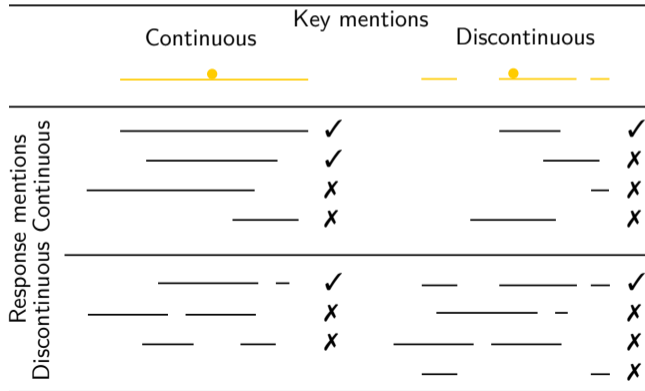 Key mentions
Continuous
Discontinuous
Response mentions
Continuous
✓
✓
✓
✗
✗
✗
✗
✗
Discontinuous
✓
✓
✗
✗
✗
✗
✗